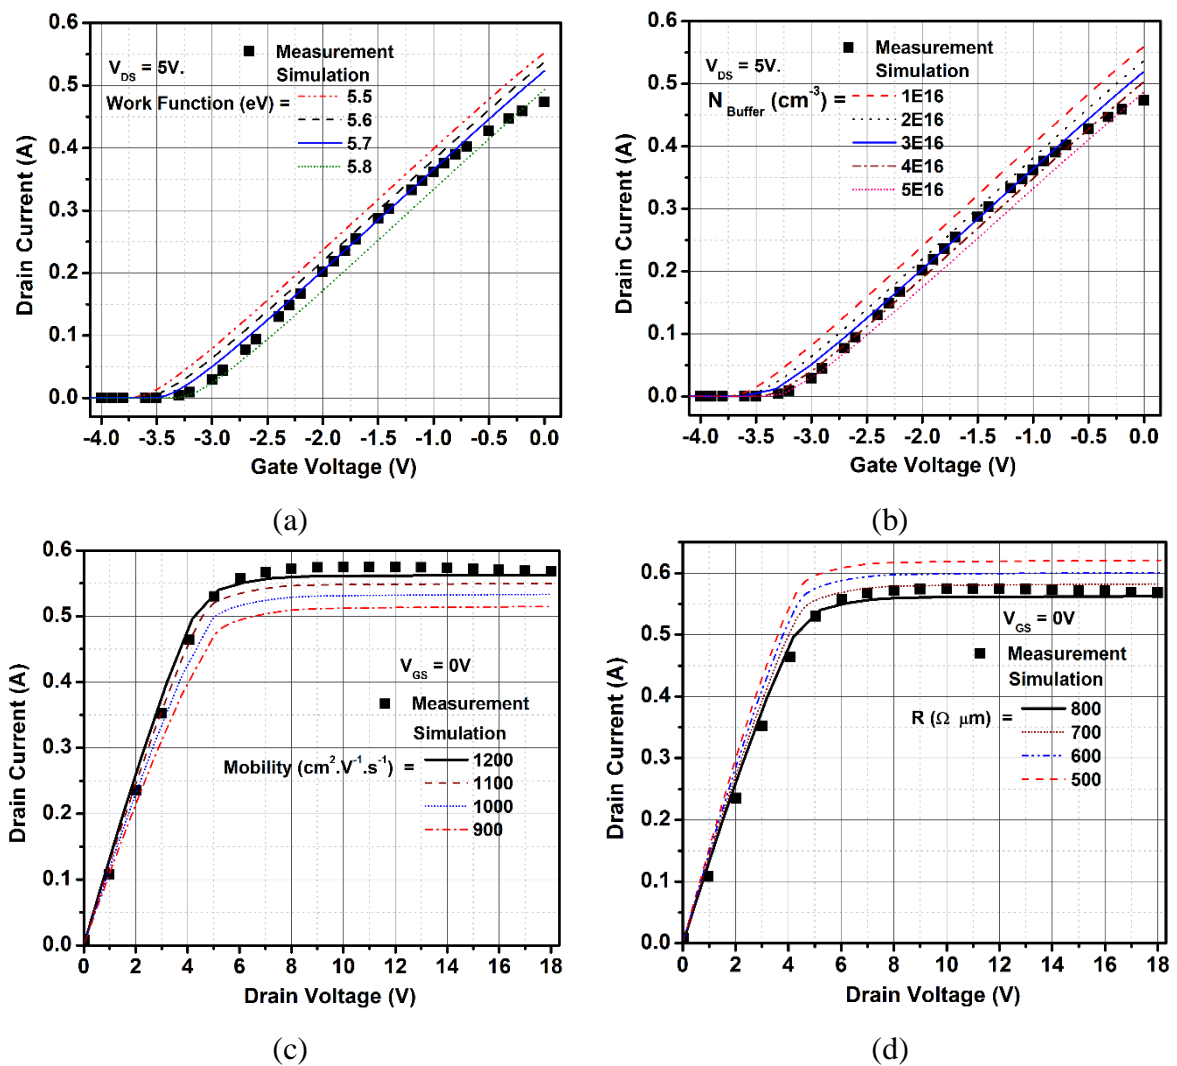 0.6
0.5
0.4
0.3
0.2
0.1
0.0
Drain Current (A)
V_DS = 5V.
Measurement
Simulation
Work Function (eV) =
5.5
5.6
5.7
5.8
-4.0 -3.5 -3.0 -2.5 -2.0 -1.5 -1.0 -0.5 0.0
Gate Voltage (V)
(a)
0.6
0.5
0.4
0.3
0.2
0.1
0.0
Drain Current (A)
V_DS = 5V.
Measurement
Simulation
N_Buffer (cm⁻³) =
1E16
2E16
3E16
4E16
5E16
-4.0 -3.5 -3.0 -2.5 -2.0 -1.5 -1.0 -0.5 0.0
Gate Voltage (V)
(b)
0.6
0.5
0.4
0.3
0.2
0.1
0.0
Drain Current (A)
V_GS = 0V
Measurement
Simulation
Mobility (cm².V⁻¹.s⁻¹) =
1200
1100
1000
900
0 2 4 6 8 10 12 14 16 18
Drain Voltage (V)
(c)
0.6
0.5
0.4
0.3
0.2
0.1
0.0
Drain Current (A)
V_GS = 0V
Measurement
Simulation
R (Ω μm) =
800
700
600
500
0 2 4 6 8 10 12 14 16 18
Drain Voltage (V)
(d)